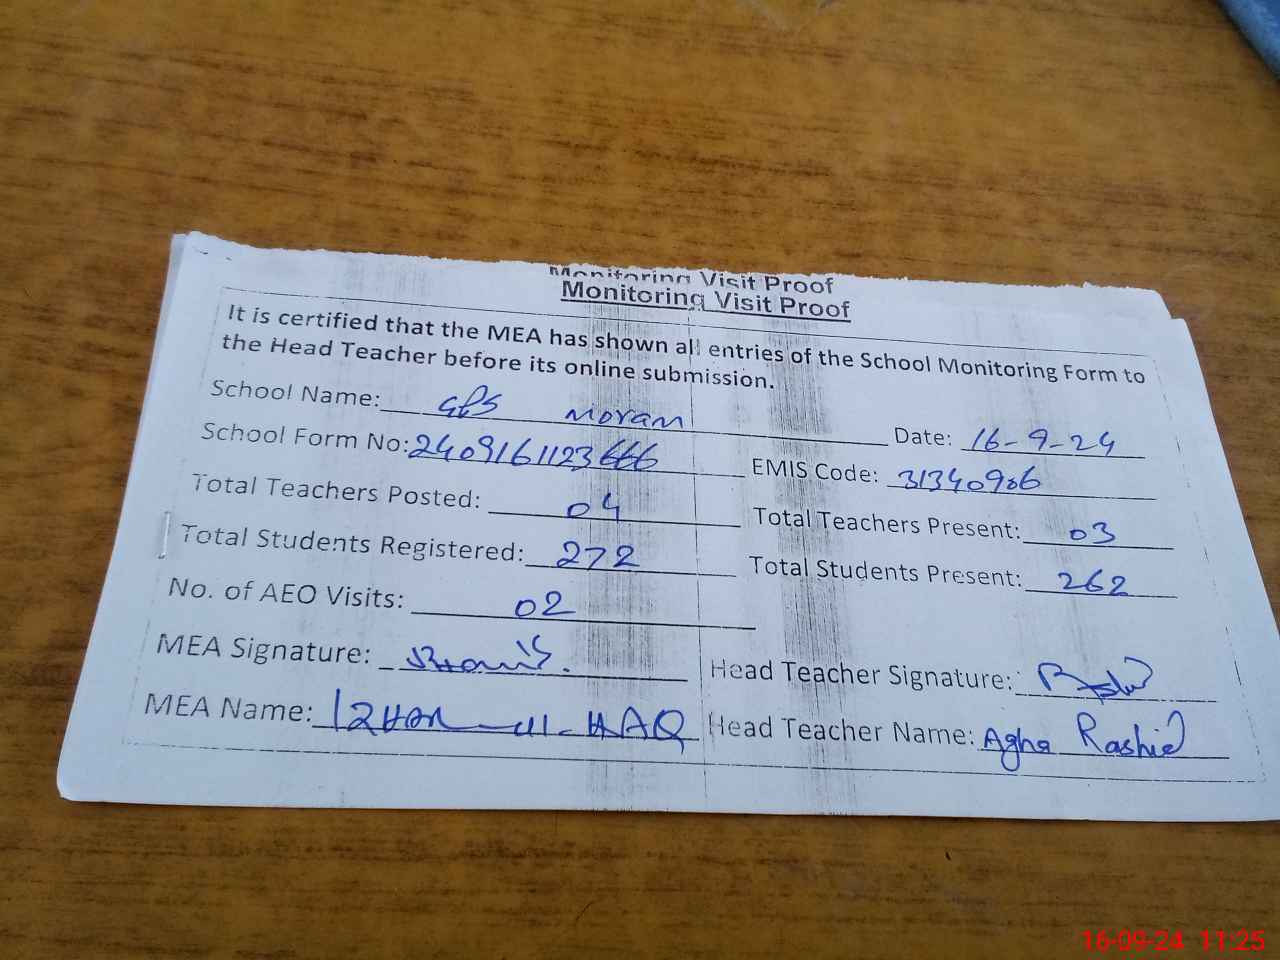 Monitoring Visit Proof
Monitoring Visit Proof
It is certified that the MEA has shown all entries of the School Monitoring Form to
the Head Teacher before its online submission.
School Name: GPS Moram Date: 16-9-24
School Form No: 2409161123666 EMIS Code: 31340906
Total Teachers Posted: 04 Total Teachers Present: 03
Total Students Registered: 272 Total Students Present: 262
No. of AEO Visits: 02
MEA Signature: Head Teacher Signature:
MEA Name: Izhar-ul-HAQ Head Teacher Name: Agha Rashid
16-09-24 11:25